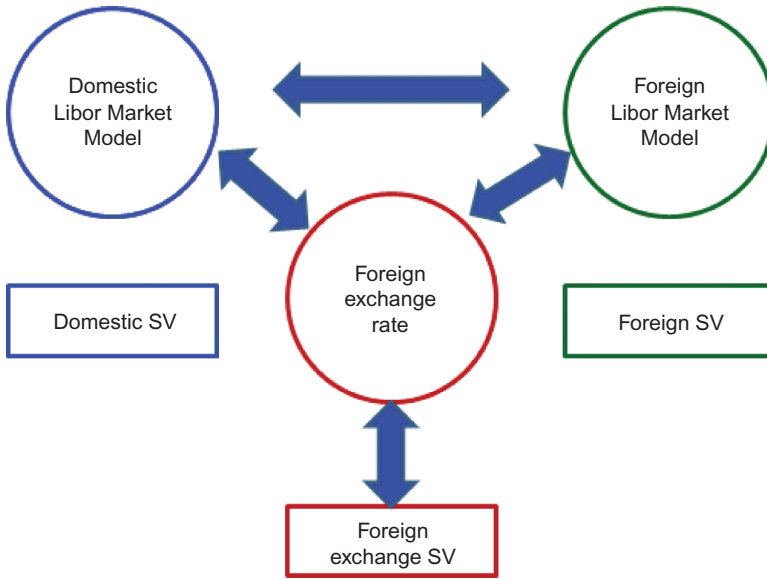 Domestic
Libor Market
Model
Foreign
Libor Market
Model
Foreign
exchange
rate
Domestic SV
Foreign SV
Foreign
exchange SV